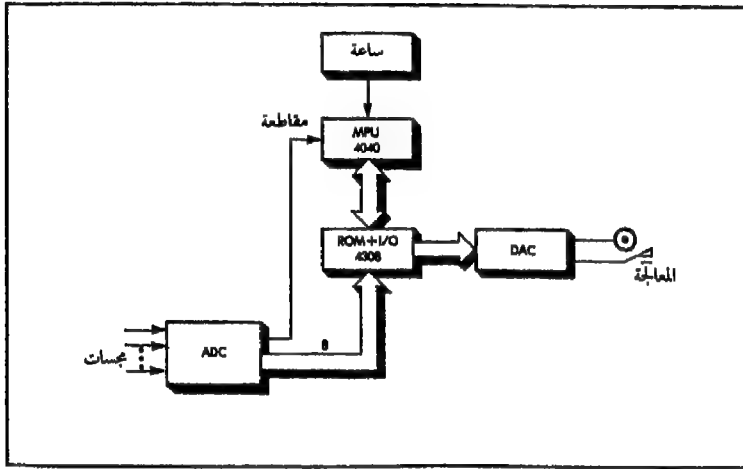 ساعة
مقاطعة
MPU
4040
ROM+I/O
4308
DAC
المعالجة
8
ADC
مجسات